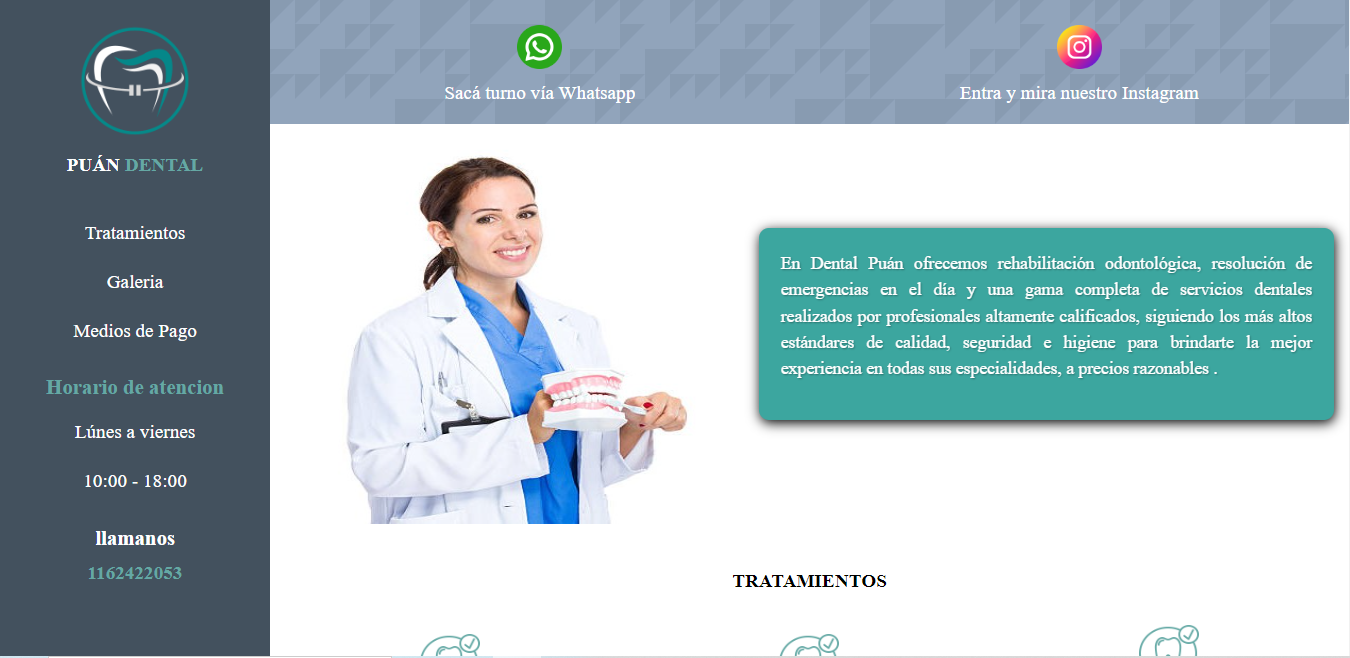 PUÁN DENTAL
Tratamientos
Galeria
Medios de Pago
Horario de atencion
Lúnes a viernes
10:00 - 18:00
llamanos
1162422053
Sacá turno vía Whatsapp
Entra y mira nuestro Instagram
En Dental Puán ofrecemos rehabilitación odontológica, resolución de
emergencias en el día y una gama completa de servicios dentales
realizados por profesionales altamente calificados, siguiendo los más altos
estándares de calidad, seguridad e higiene para brindarte la mejor
experiencia en todas sus especialidades, a precios razonables .
TRATAMIENTOS